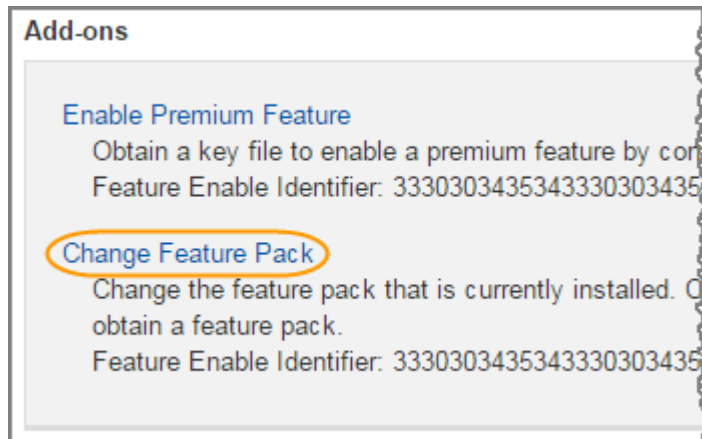 Add-ons
Enable Premium Feature
Obtain a key file to enable a premium feature by
Feature Enable Identifier: 3330303435343330303435
Change Feature Pack
Change the feature pack that is currently installed.
obtain a feature pack.
Feature Enable Identifier: 3330303435343330303435